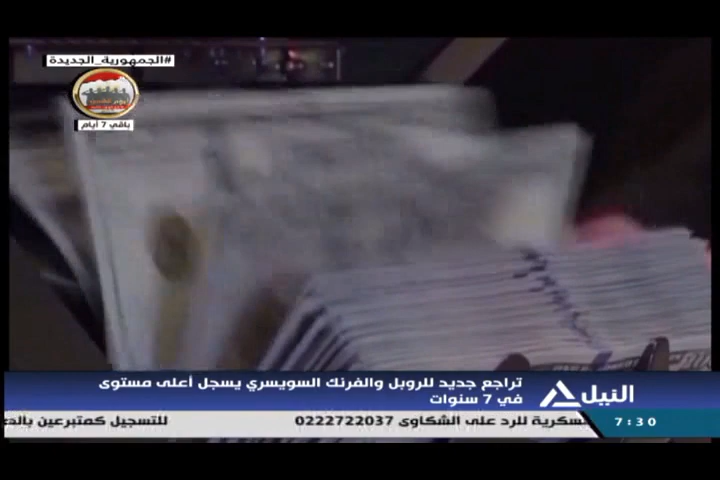 #الجمهورية_الجديدة
باقي 7 أيام
تراجع جديد للروبل والفرنك السويسري يسجل أعلى مستوى
في 7 سنوات
النيل
للتسجيل كمتبرعين بالدم
سكرية للرد على الشكاوى 0222722037
7:30